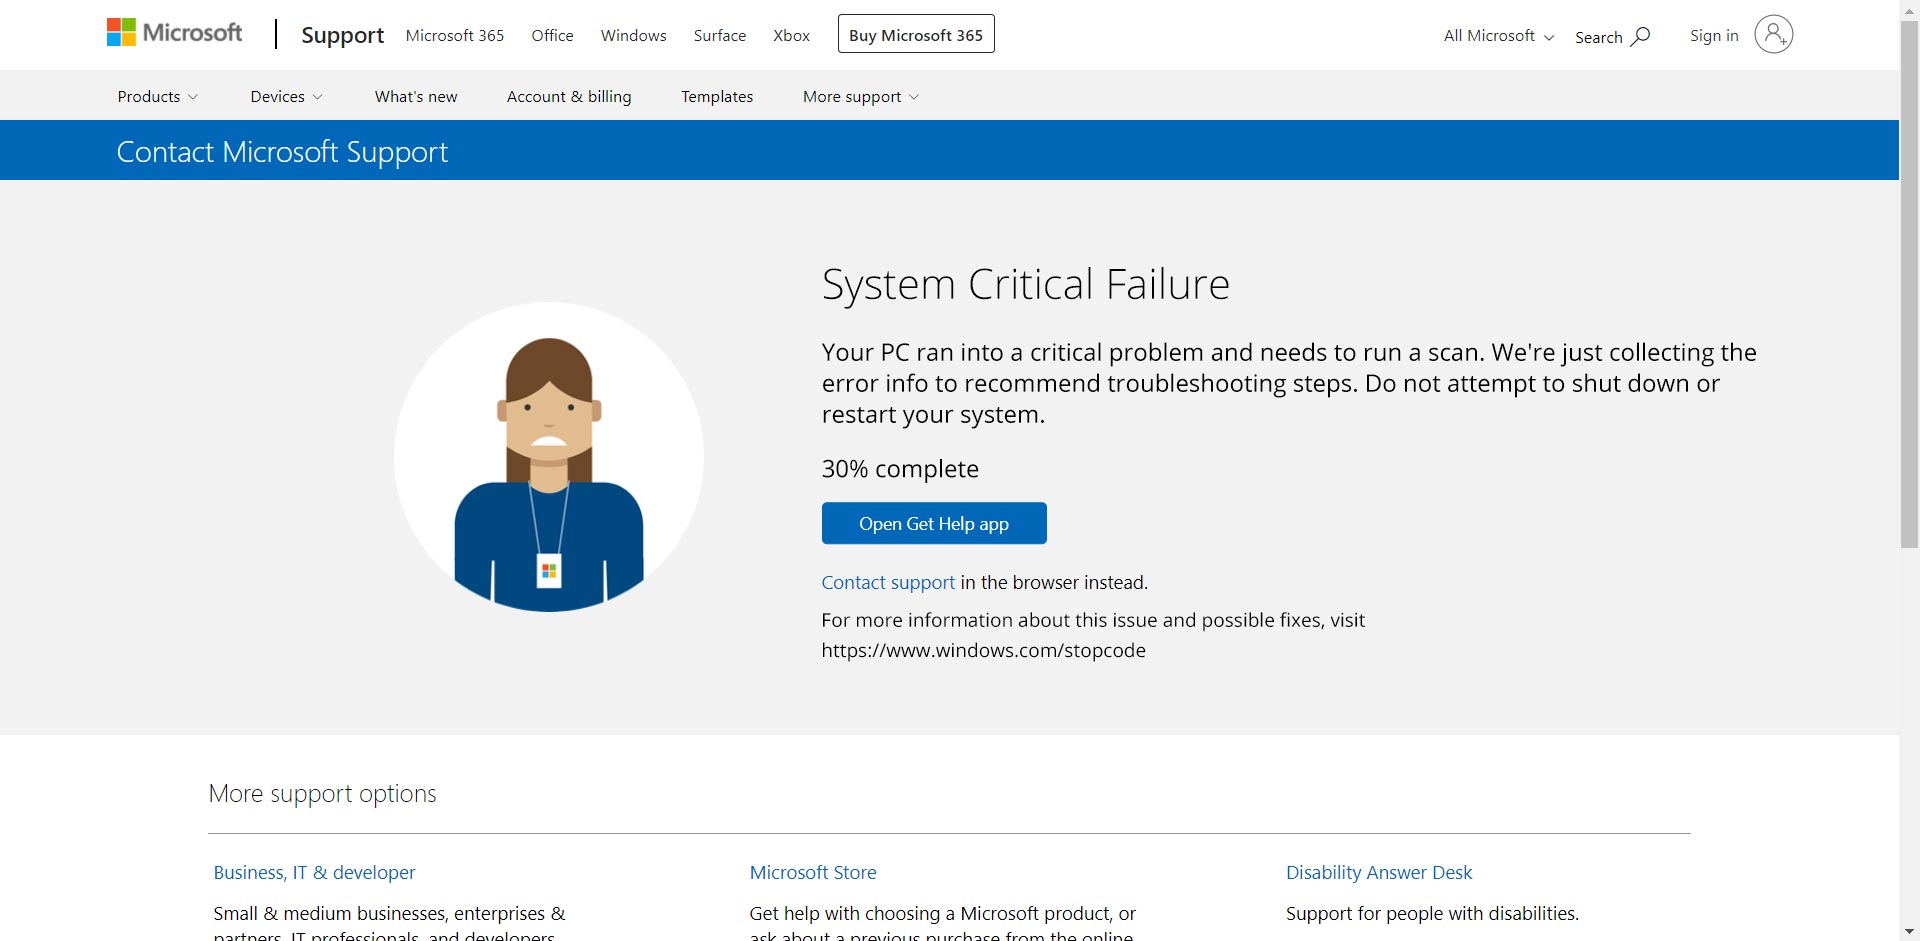 Microsoft
Support
Microsoft 365
Office
Windows
Surface
Xbox
Buy Microsoft 365
All Microsoft
Search
Sign in
Products
Devices
What's new
Account & billing
Templates
More support
Contact Microsoft Support
System Critical Failure
Your PC ran into a critical problem and needs to run a scan. We're just collecting the
error info to recommend troubleshooting steps. Do not attempt to shut down or
restart your system.
30% complete
Open Get Help app
Contact support in the browser instead.
For more information about this issue and possible fixes, visit
https://www.windows.com/stopcode
More support options
Business, IT & developer
Small & medium businesses, enterprises &
partners, IT professionals, and developers
Microsoft Store
Get help with choosing a Microsoft product, or
ask about a previous purchase from the online
Disability Answer Desk
Support for people with disabilities.